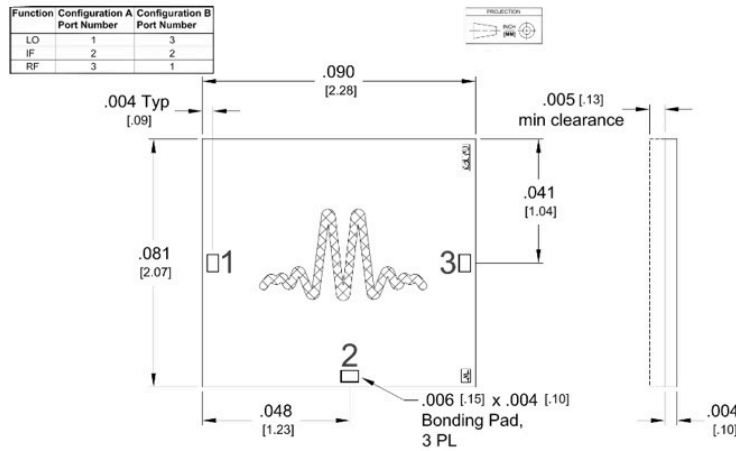 Function Configuration A Port Number Configuration B Port Number
LO 1 3
IF 2 2
RF 3 1
PROJECTION
INCH
[MM]
.090
[2.28]
.004 Typ
[.09]
.005 [.13]
min clearance
.041
[1.04]
.081
[2.07]
1
3
2
.006 [.15] x .004 [.10]
Bonding Pad,
3 PL
.048
[1.23]
.004
[.10]